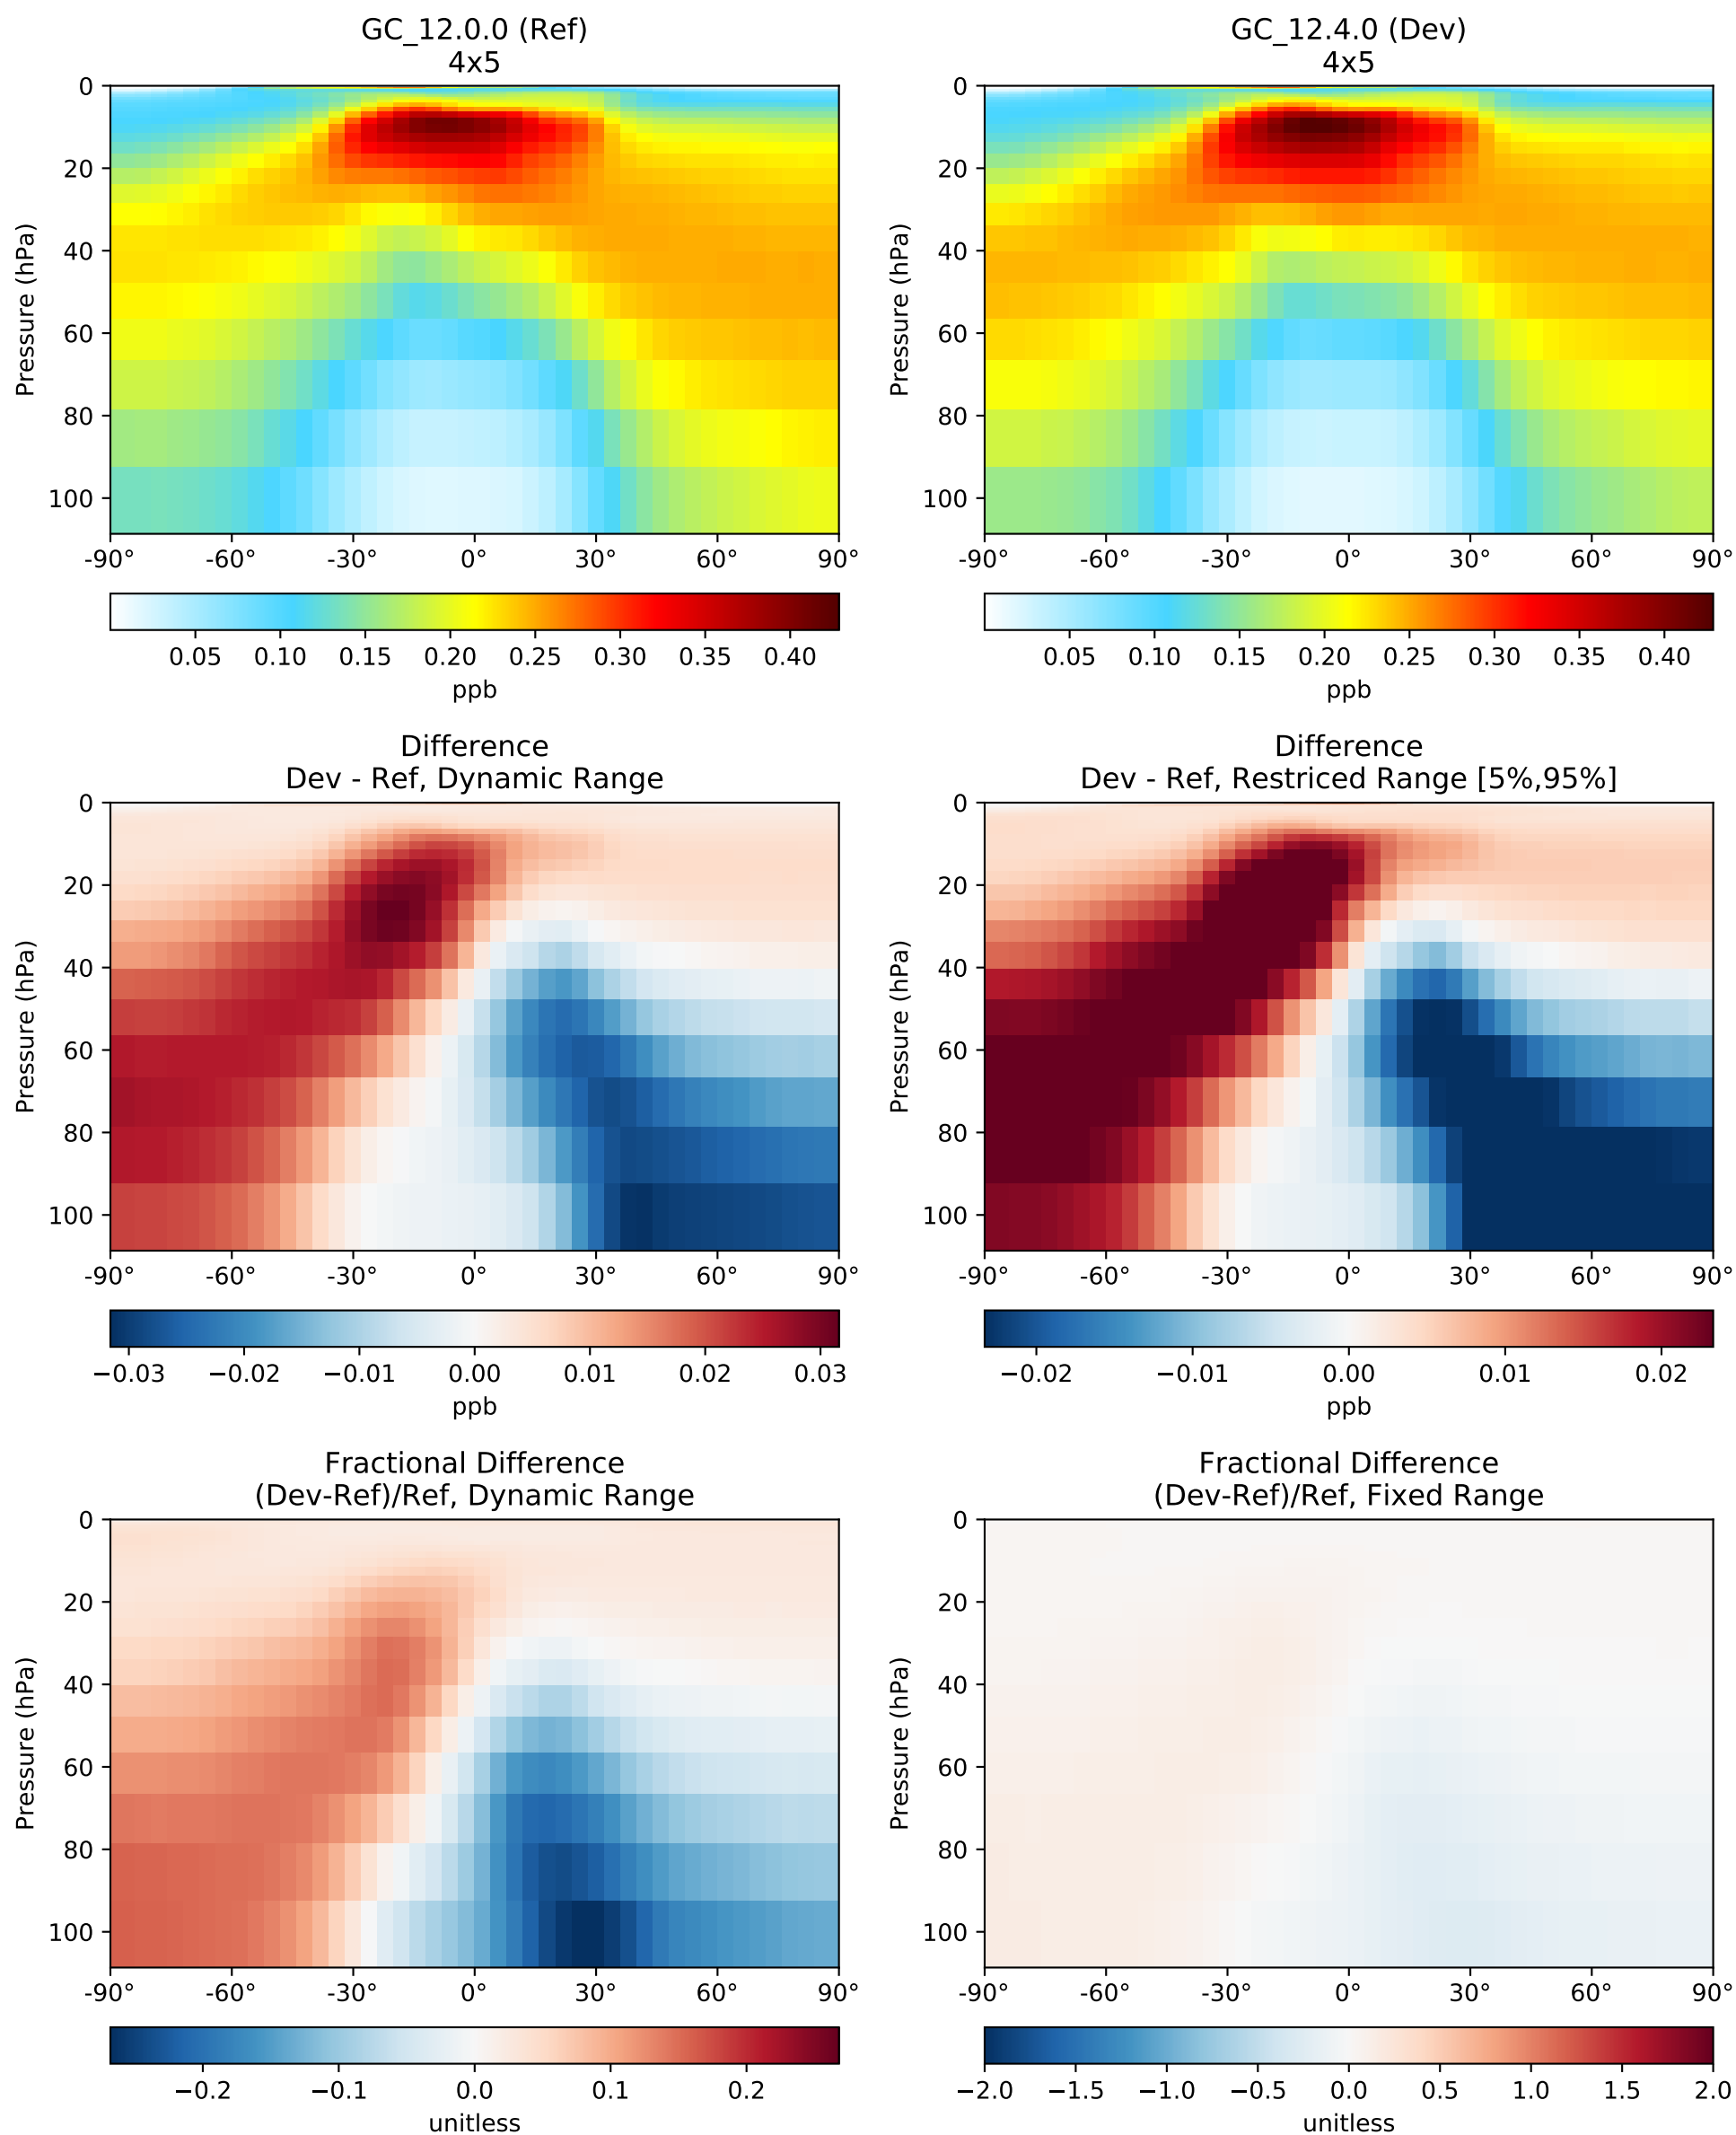 GC_12.0.0 (Ref)
4x5
GC_12.4.0 (Dev)
4x5
Pressure (hPa)
0
20
40
60
80
100
-90° -60° -30° 0° 30° 60° 90°
0.05 0.10 0.15 0.20 0.25 0.30 0.35 0.40
ppb
Pressure (hPa)
0
20
40
60
80
100
-90° -60° -30° 0° 30° 60° 90°
0.05 0.10 0.15 0.20 0.25 0.30 0.35 0.40
ppb
Difference
Dev - Ref, Dynamic Range
Pressure (hPa)
0
20
40
60
80
100
-90° -60° -30° 0° 30° 60° 90°
−0.03 −0.02 −0.01 0.00 0.01 0.02 0.03
ppb
Difference
Dev - Ref, Restriced Range [5%,95%]
Pressure (hPa)
0
20
40
60
80
100
-90° -60° -30° 0° 30° 60° 90°
−0.02 −0.01 0.00 0.01 0.02
ppb
Fractional Difference
(Dev-Ref)/Ref, Dynamic Range
Pressure (hPa)
0
20
40
60
80
100
-90° -60° -30° 0° 30° 60° 90°
−0.2 −0.1 0.0 0.1 0.2
unitless
Fractional Difference
(Dev-Ref)/Ref, Fixed Range
Pressure (hPa)
0
20
40
60
80
100
-90° -60° -30° 0° 30° 60° 90°
−2.0 −1.5 −1.0 −0.5 0.0 0.5 1.0 1.5 2.0
unitless